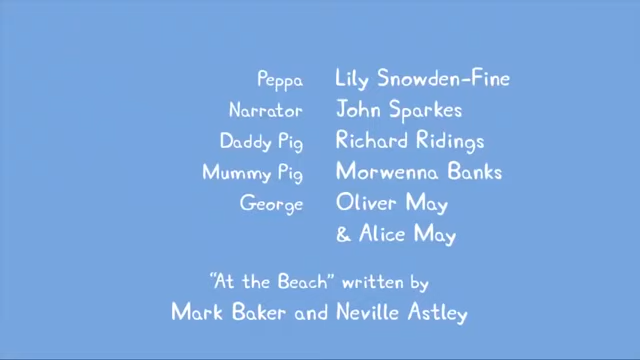 Peppa Lily Snowden-Fine
Narrator John Sparkes
Daddy Pig Richard Ridings
Mummy Pig Morwenna Banks
George Oliver May
& Alice May
"At the Beach" written by
Mark Baker and Neville Astley